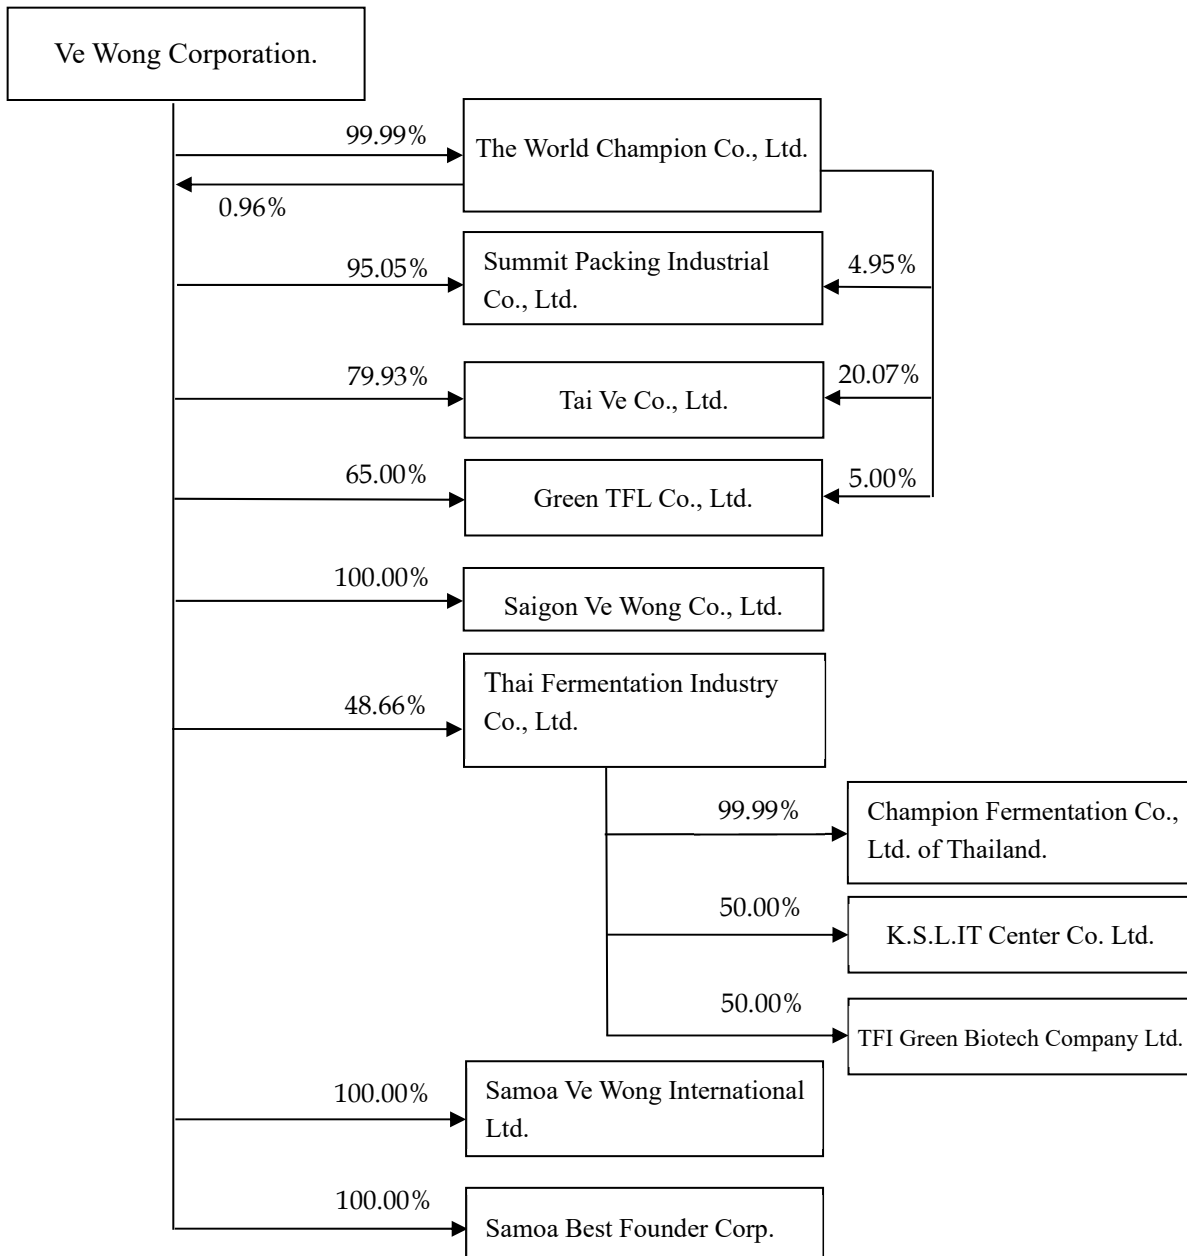 Ve Wong Corporation.
99.99%
The World Champion Co., Ltd.
0.96%
95.05%
Summit Packing Industrial
Co., Ltd.
4.95%
79.93%
Tai Ve Co., Ltd.
20.07%
65.00%
Green TFL Co., Ltd.
5.00%
100.00%
Saigon Ve Wong Co., Ltd.
48.66%
Thai Fermentation Industry
Co., Ltd.
99.99%
Champion Fermentation Co.,
Ltd. of Thailand.
50.00%
K.S.L.IT Center Co. Ltd.
50.00%
TFI Green Biotech Company Ltd.
100.00%
Samoa Ve Wong International
Ltd.
100.00%
Samoa Best Founder Corp.